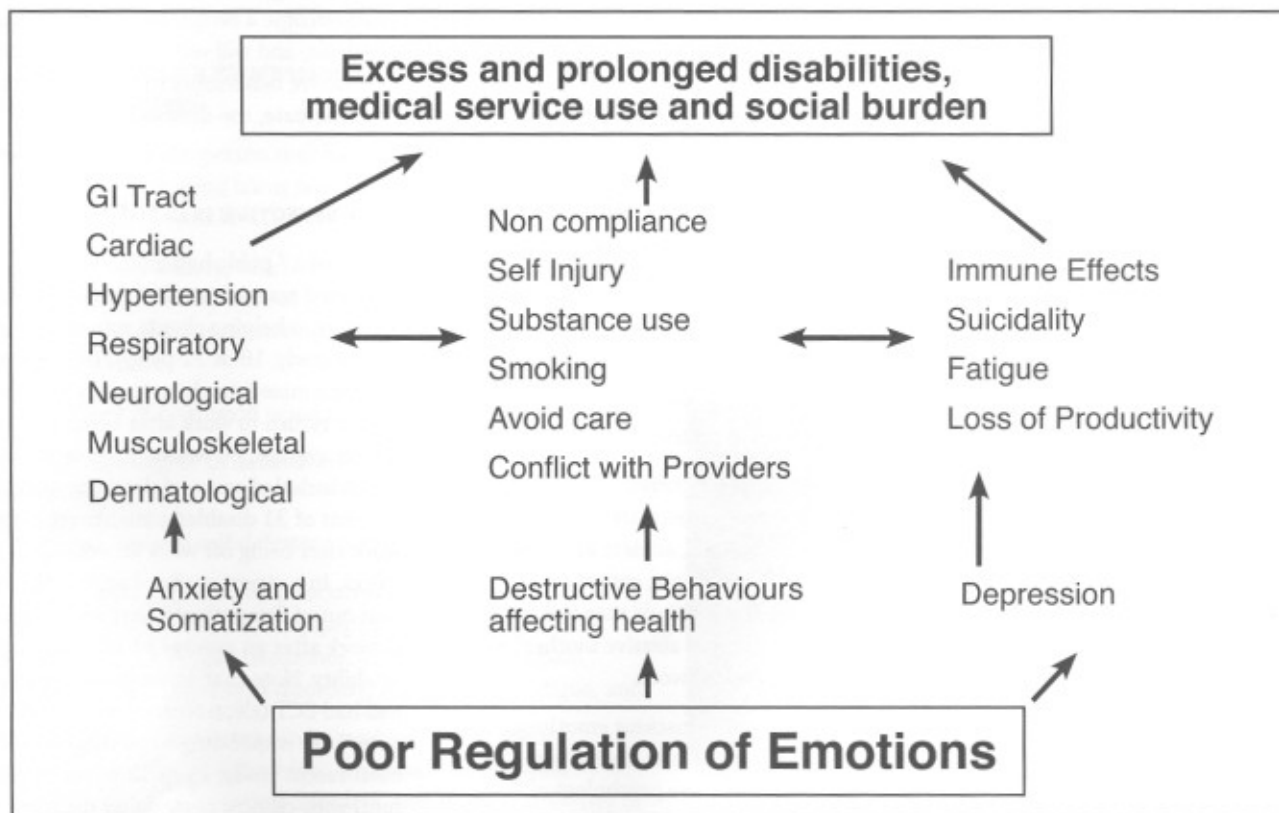 Excess and prolonged disabilities,
medical service use and social burden
GI Tract
Cardiac
Hypertension
Respiratory
Neurological
Musculoskeletal
Dermatological
Non compliance
Self Injury
Substance use
Smoking
Avoid care
Conflict with Providers
Immune Effects
Suicidality
Fatigue
Loss of Productivity
Anxiety and
Somatization
Destructive Behaviours
affecting health
Depression
Poor Regulation of Emotions